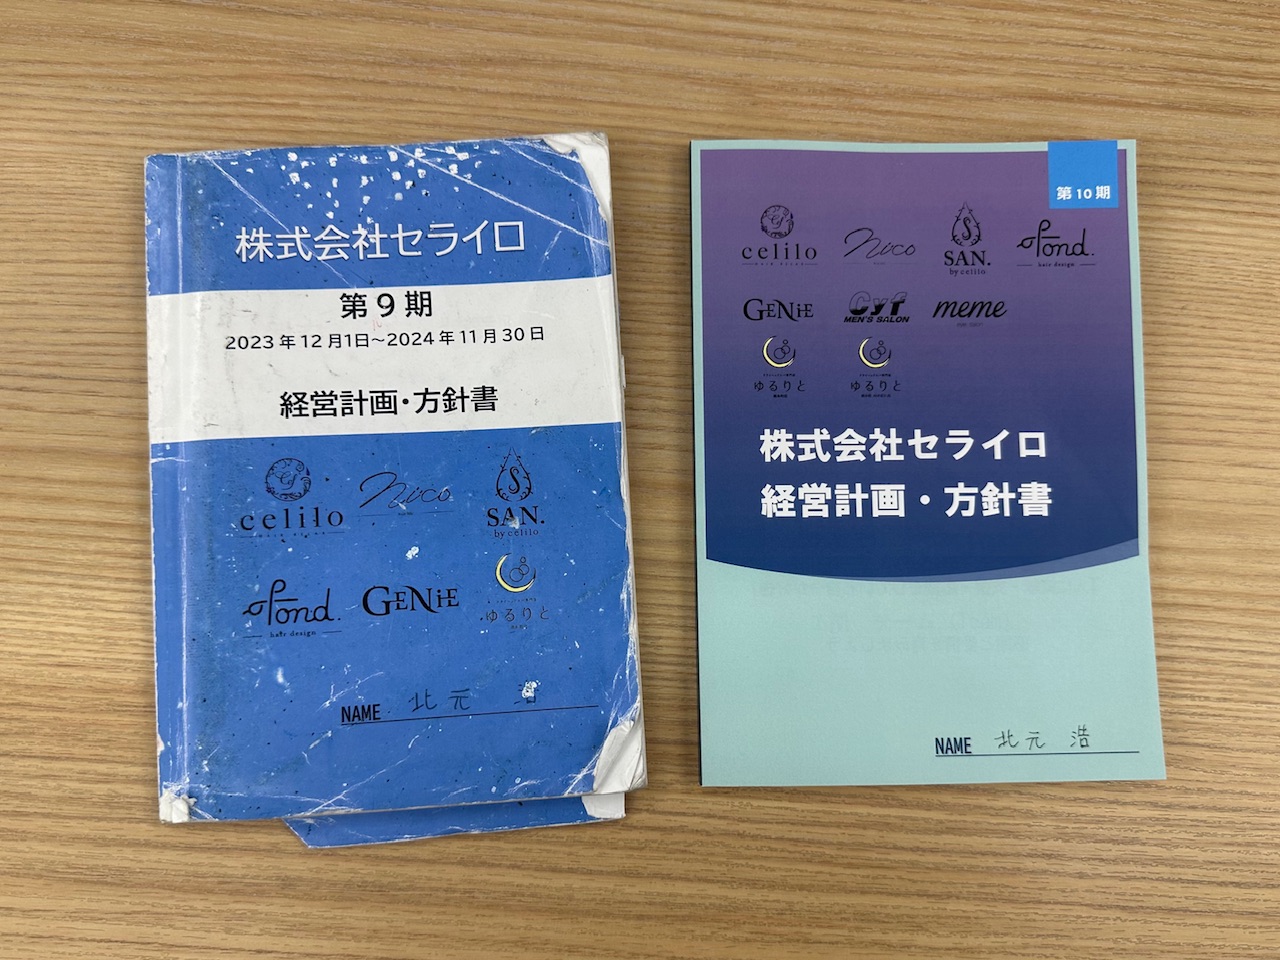 株式会社セライロ
第9期
2023年12月1日~2024年11月30日
経営計画・方針書
celilo
HAIR RELAX
nico
SAN.
by celilo
fond.
hair design
GENiE
ゆるりと
NAME 北元 浩
第10期
celilo
nico
SAN.
by celilo
fond.
hair design
GENiE
Cyf
MEN'S SALON
meme
ゆるりと
ゆるりと
株式会社セライロ
経営計画・方針書
NAME 北元 浩